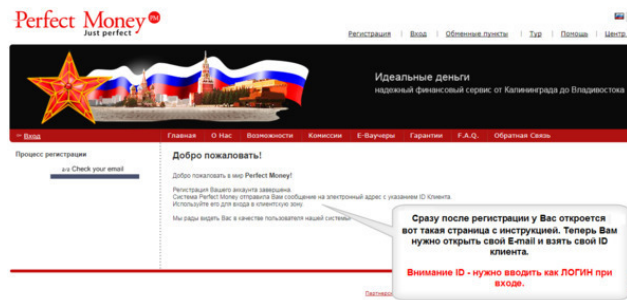 Perfect Money PM
Just perfect
Регистрация | Вход | Обменные пункты | Тур | Помощь | Центр
Идеальные деньги
надежный финансовый сервис от Калининграда до Владивостока
Вход
Главная О Нас Возможности Комиссии Е-Ваучеры Гарантии F.A.Q. Обратная Связь
Процесс регистрации
Check your email
Добро пожаловать!
Добро пожаловать в мир Perfect Money!
Регистрация Вашего аккаунта завершена.
Система Perfect Money отправила Вам сообщение на электронный адрес с указанием ID Клиента.
Используйте его для входа в клиентскую зону.
Мы рады видеть Вас в качестве пользователя нашей системы
Сразу после регистрации у Вас откроется
вот такая страница с инструкцией. Теперь Вам
нужно открыть свой E-mail и взять свой ID
клиента.
Внимание ID - нужно вводить как ЛОГИН при
входе.